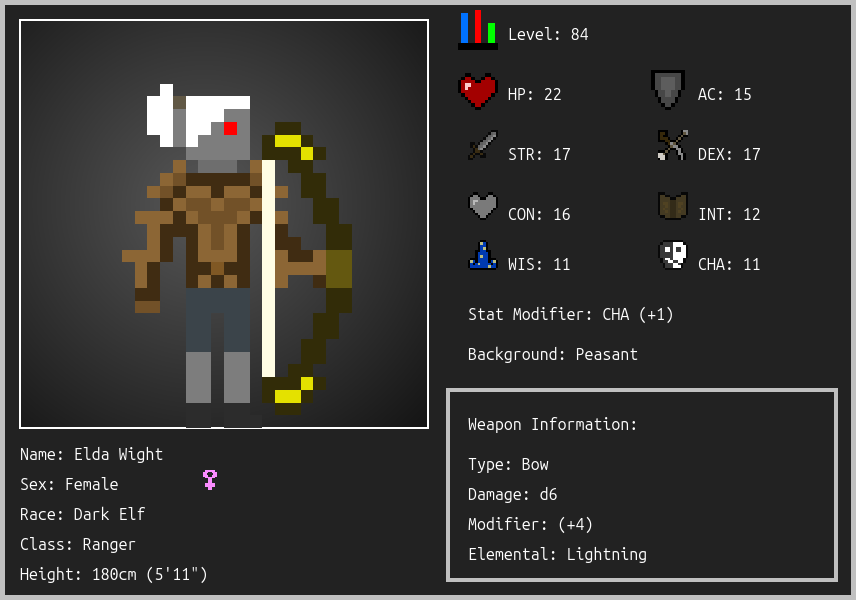 Level: 84
HP: 22
AC: 15
STR: 17
DEX: 17
CON: 16
INT: 12
WIS: 11
CHA: 11
Stat Modifier: CHA (+1)
Background: Peasant
Weapon Information:
Type: Bow
Damage: d6
Modifier: (+4)
Elemental: Lightning
Name: Elda Wight
Sex: Female
Race: Dark Elf
Class: Ranger
Height: 180cm (5'11")